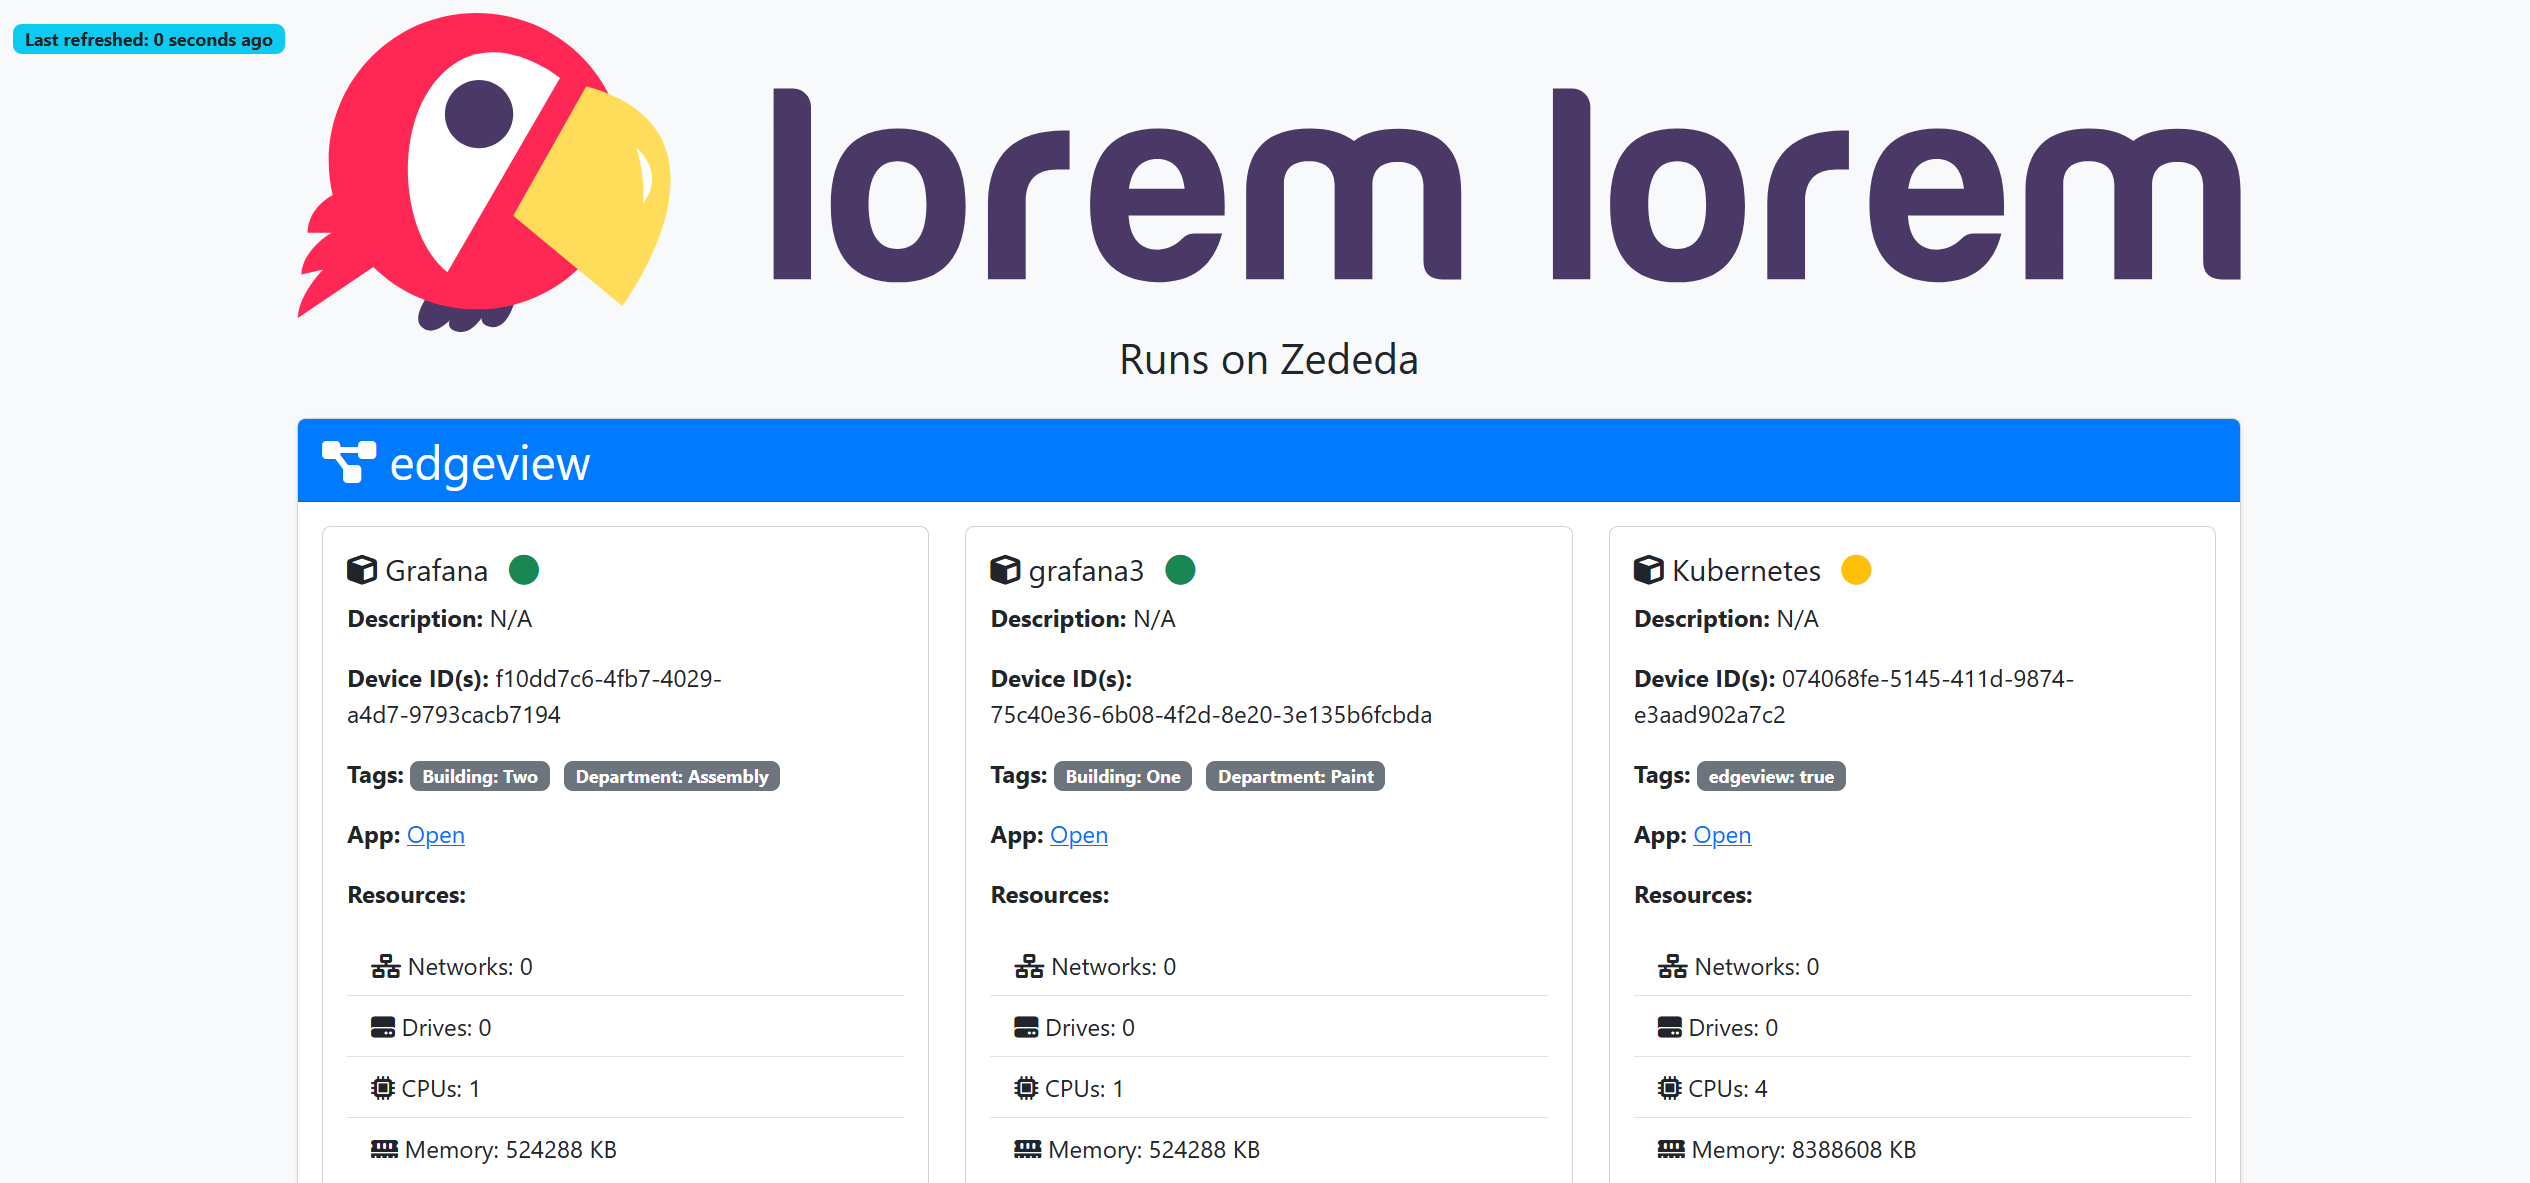 Last refreshed: 0 seconds ago
lorem lorem
Runs on Zededa
edgeview
Grafana
Description: N/A
Device ID(s): f10dd7c6-4fb7-4029-
a4d7-9793cacb7194
Tags: Building: Two Department: Assembly
App: Open
Resources:
Networks: 0
Drives: 0
CPUs: 1
Memory: 524288 KB
grafana3
Description: N/A
Device ID(s):
75c40e36-6b08-4f2d-8e20-3e135b6fcbda
Tags: Building: One Department: Paint
App: Open
Resources:
Networks: 0
Drives: 0
CPUs: 1
Memory: 524288 KB
Kubernetes
Description: N/A
Device ID(s): 074068fe-5145-411d-9874-
e3aad902a7c2
Tags: edgeview: true
App: Open
Resources:
Networks: 0
Drives: 0
CPUs: 4
Memory: 8388608 KB